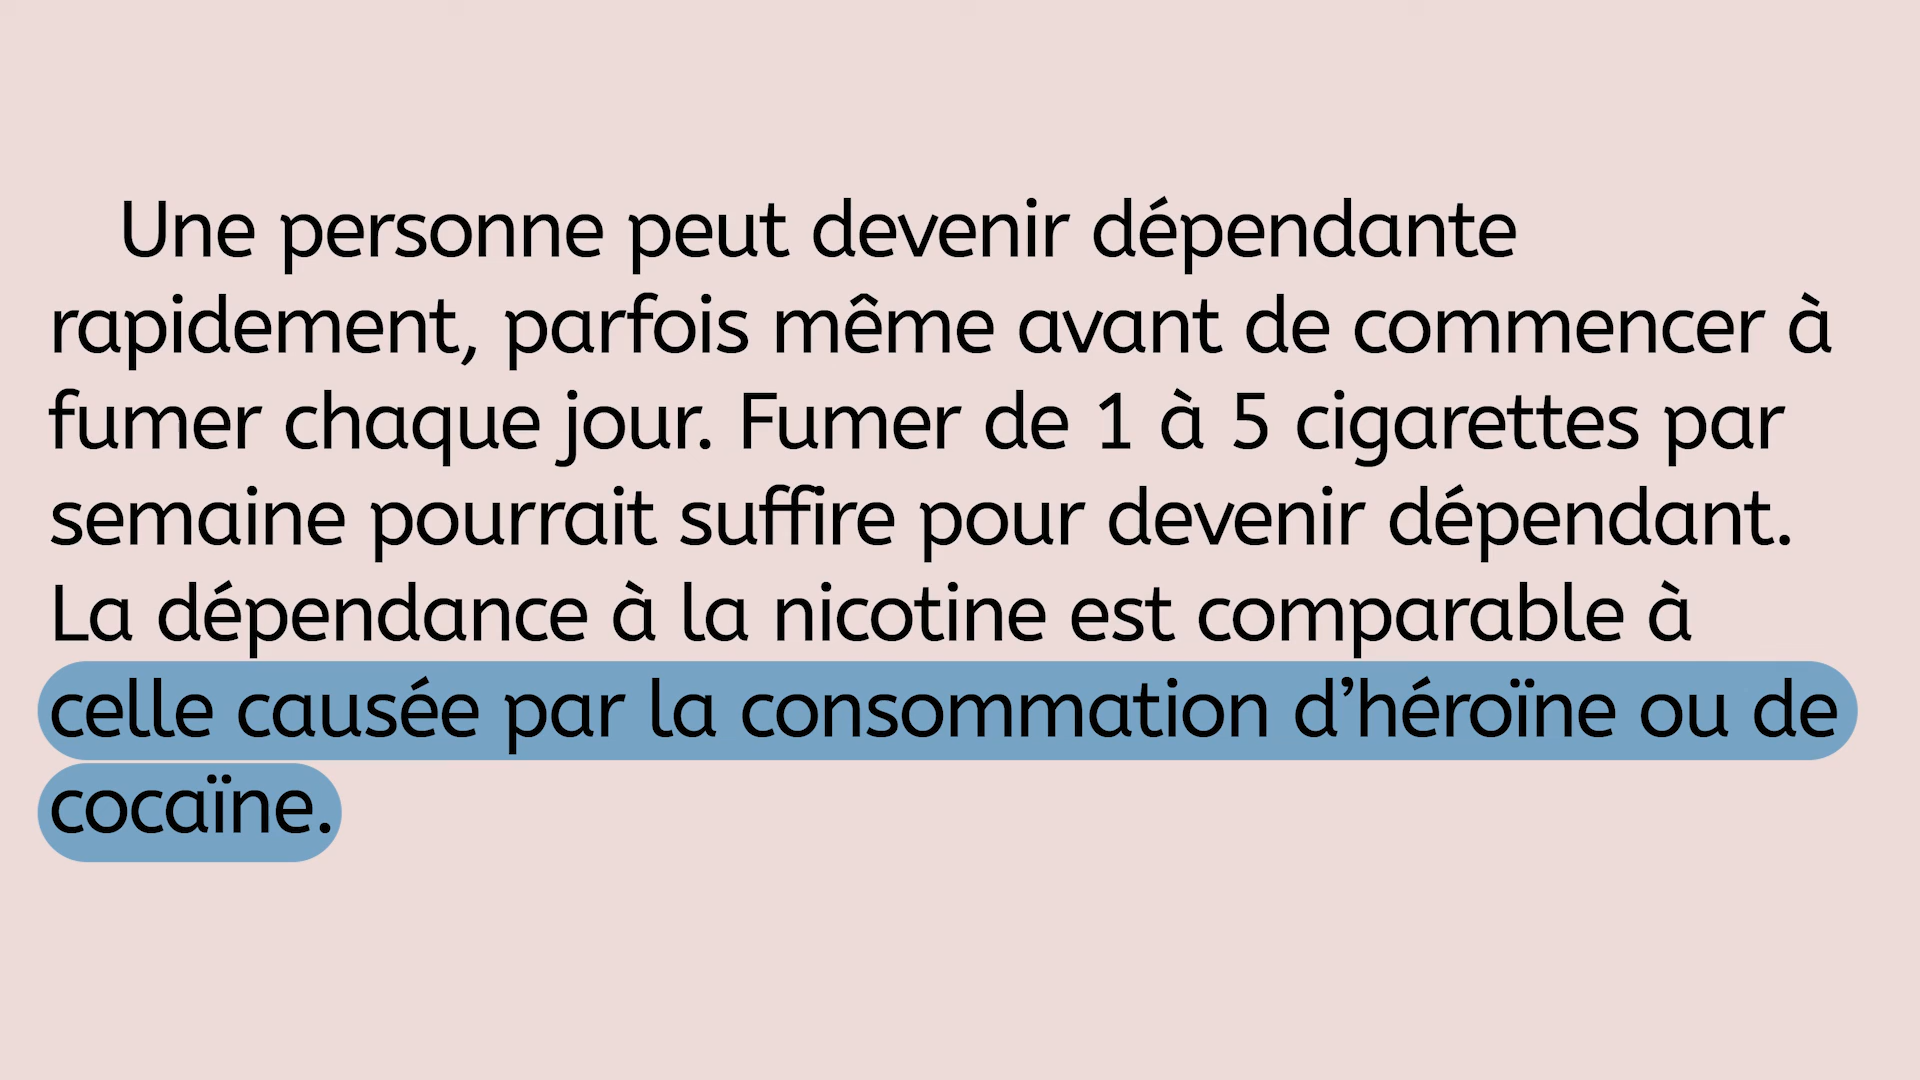 Une personne peut devenir dépendante
rapidement, parfois même avant de commencer à
fumer chaque jour. Fumer de 1 à 5 cigarettes par
semaine pourrait suffire pour devenir dépendant.
La dépendance à la nicotine est comparable à
celle causée par la consommation d’héroïne ou de
cocaïne.